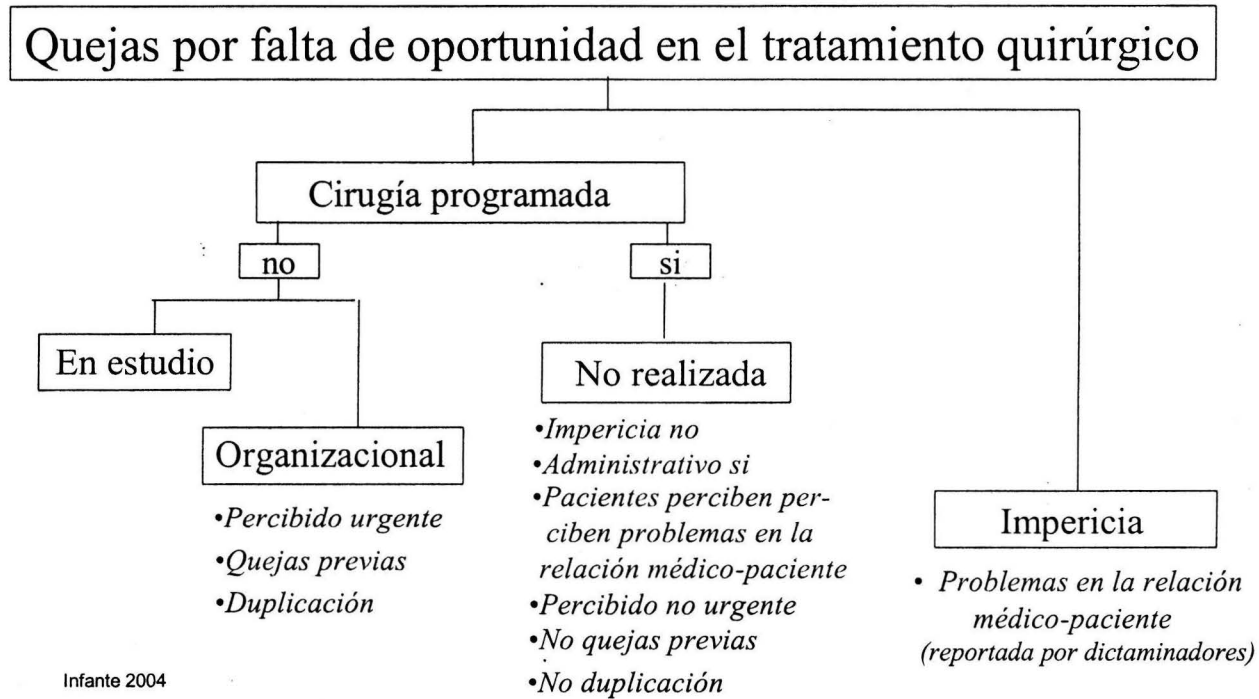 Quejas por falta de oportunidad en el tratamiento quirúrgico
Cirugía programada
no
si
En estudio
No realizada
Organizacional
•Percibido urgente
•Quejas previas
•Duplicación
•Impericia no
•Administrativo si
•Pacientes perciben per-
ciben problemas en la
relación médico-paciente
•Percibido no urgente
•No quejas previas
•No duplicación
Impericia
• Problemas en la relación
médico-paciente
(reportada por dictaminadores)
Infante 2004